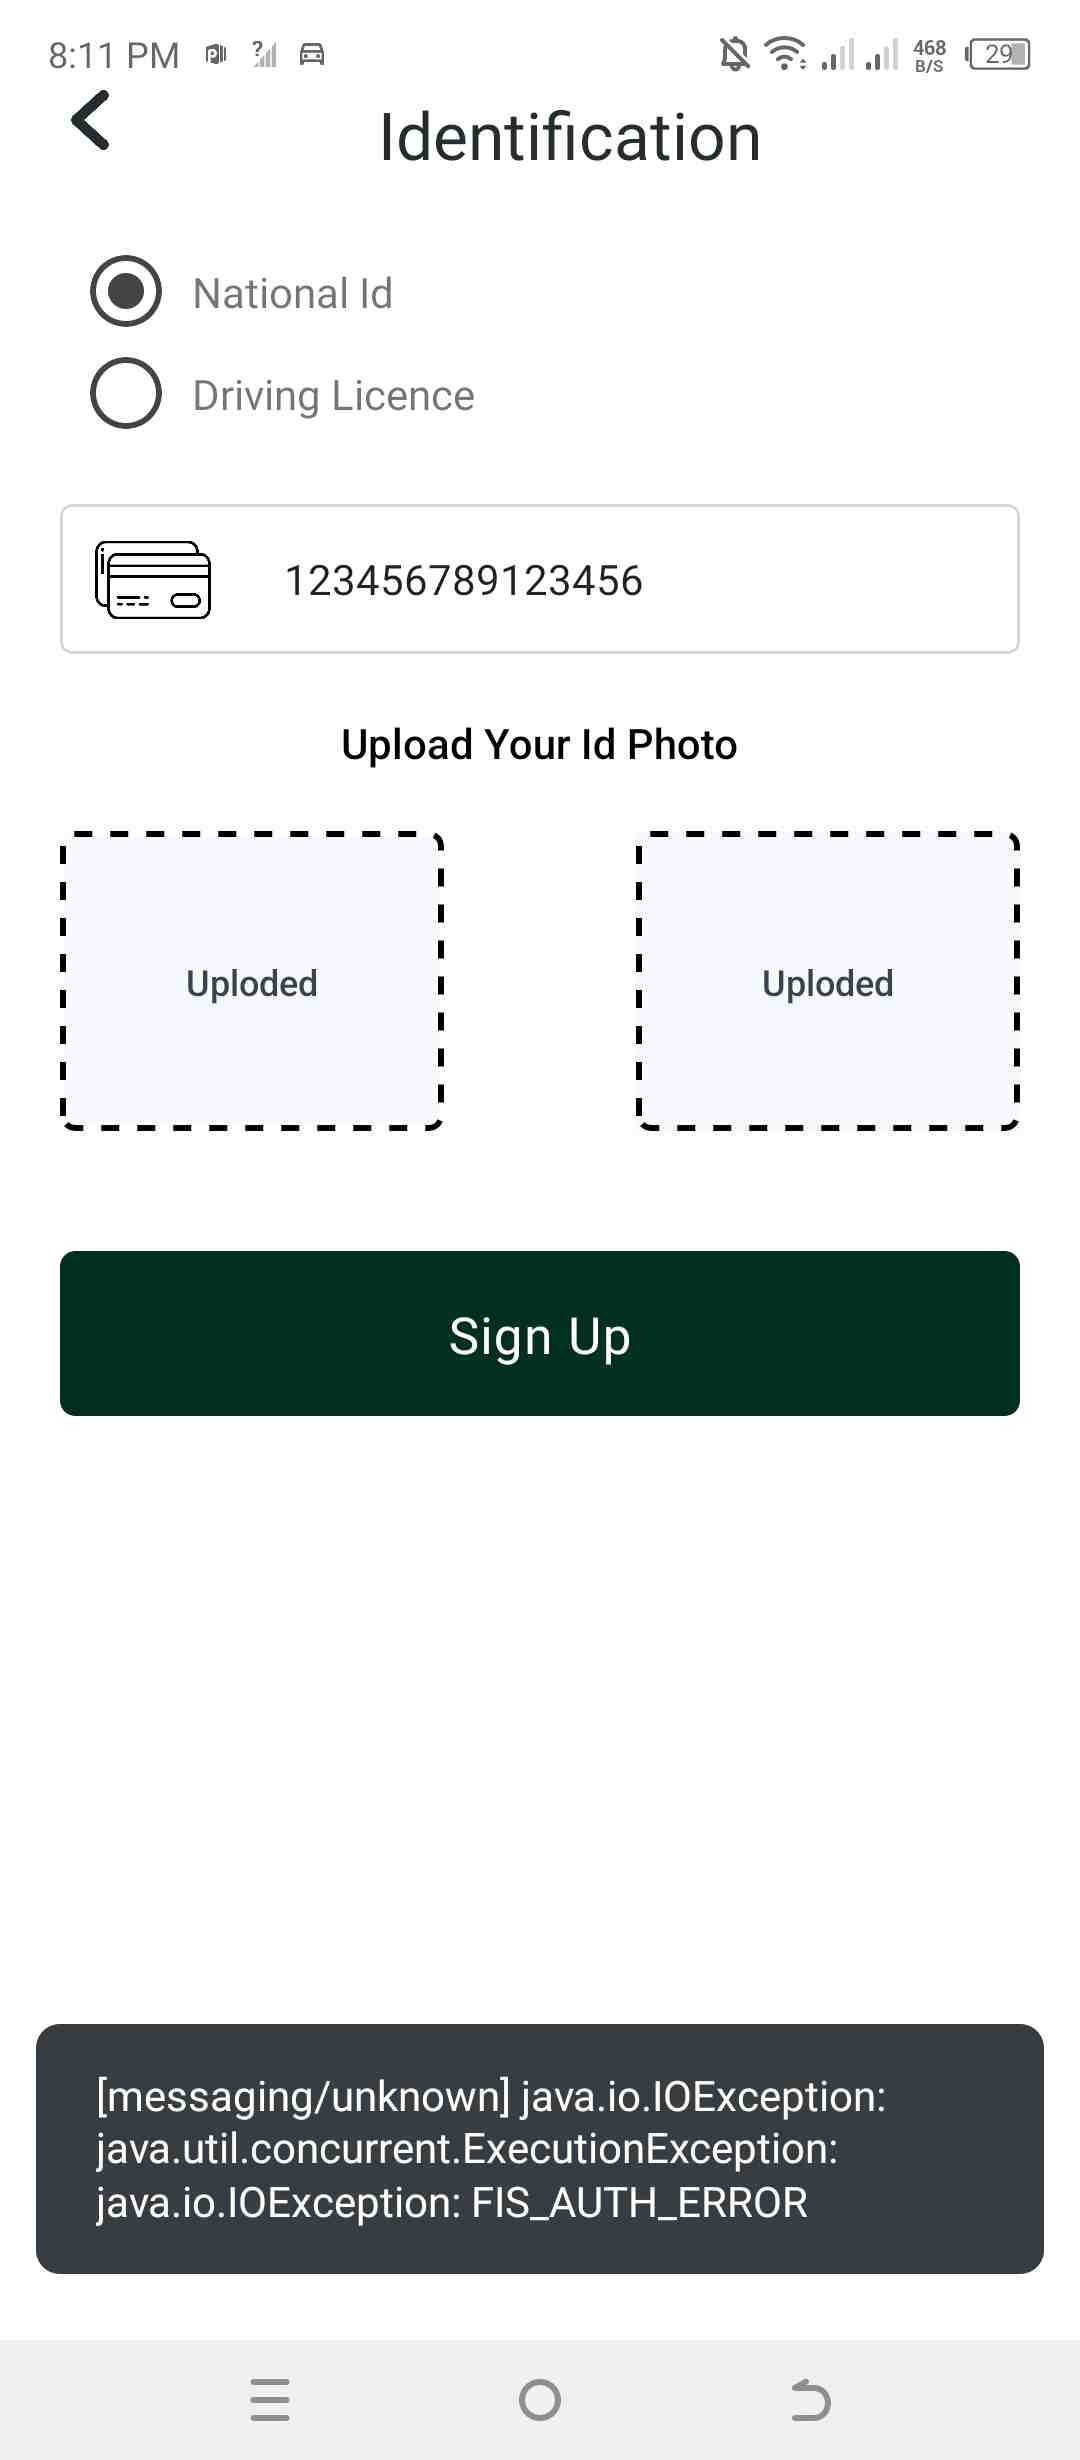 8:11 PM
468
B/S
29
Identification
National Id
Driving Licence
123456789123456
Upload Your Id Photo
Uploded
Uploded
Sign Up
[messaging/unknown] java.io.IOException:
java.util.concurrent.ExecutionException:
java.io.IOException: FIS_AUTH_ERROR